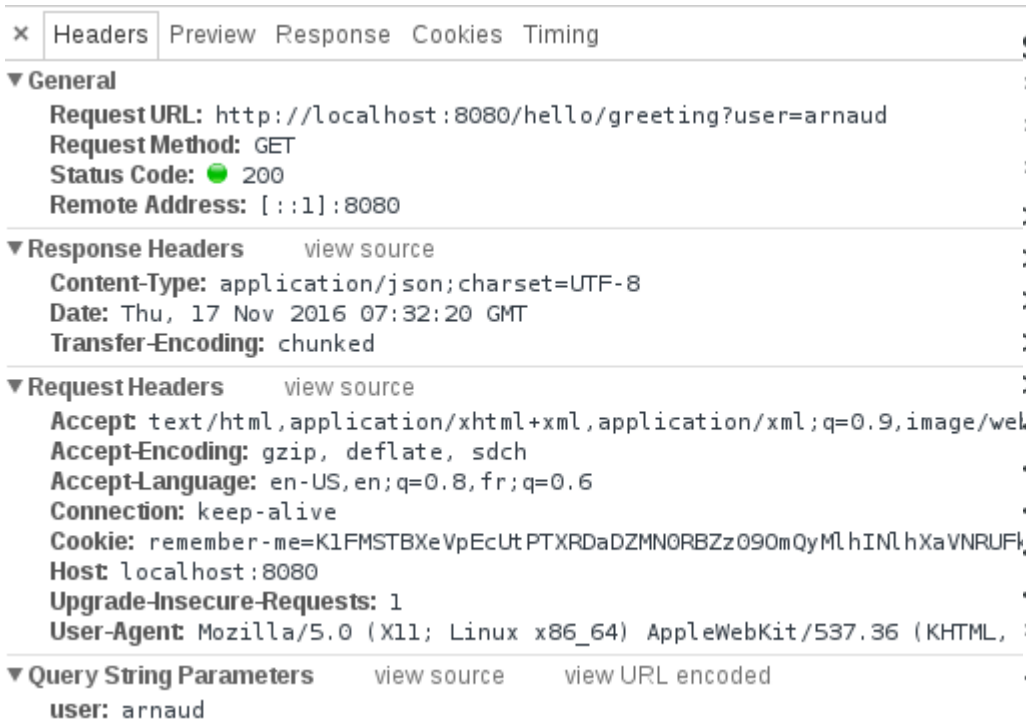 × Headers Preview Response Cookies Timing
▼ General
Request URL: http://localhost:8080/hello/greeting?user=arnaud
Request Method: GET
Status Code: 200
Remote Address: [::1]:8080
▼ Response Headers view source
Content-Type: application/json;charset=UTF-8
Date: Thu, 17 Nov 2016 07:32:20 GMT
Transfer-Encoding: chunked
▼ Request Headers view source
Accept: text/html,application/xhtml+xml,application/xml;q=0.9,image/we
Accept-Encoding: gzip, deflate, sdch
Accept-Language: en-US,en;q=0.8,fr;q=0.6
Connection: keep-alive
Cookie: remember-me=
Host: localhost:8080
Upgrade-Insecure-Requests: 1
User-Agent: Mozilla/5.0 (X11; Linux x86_64) AppleWebKit/537.36 (KHTML,
▼ Query String Parameters view source view URL encoded
user: arnaud